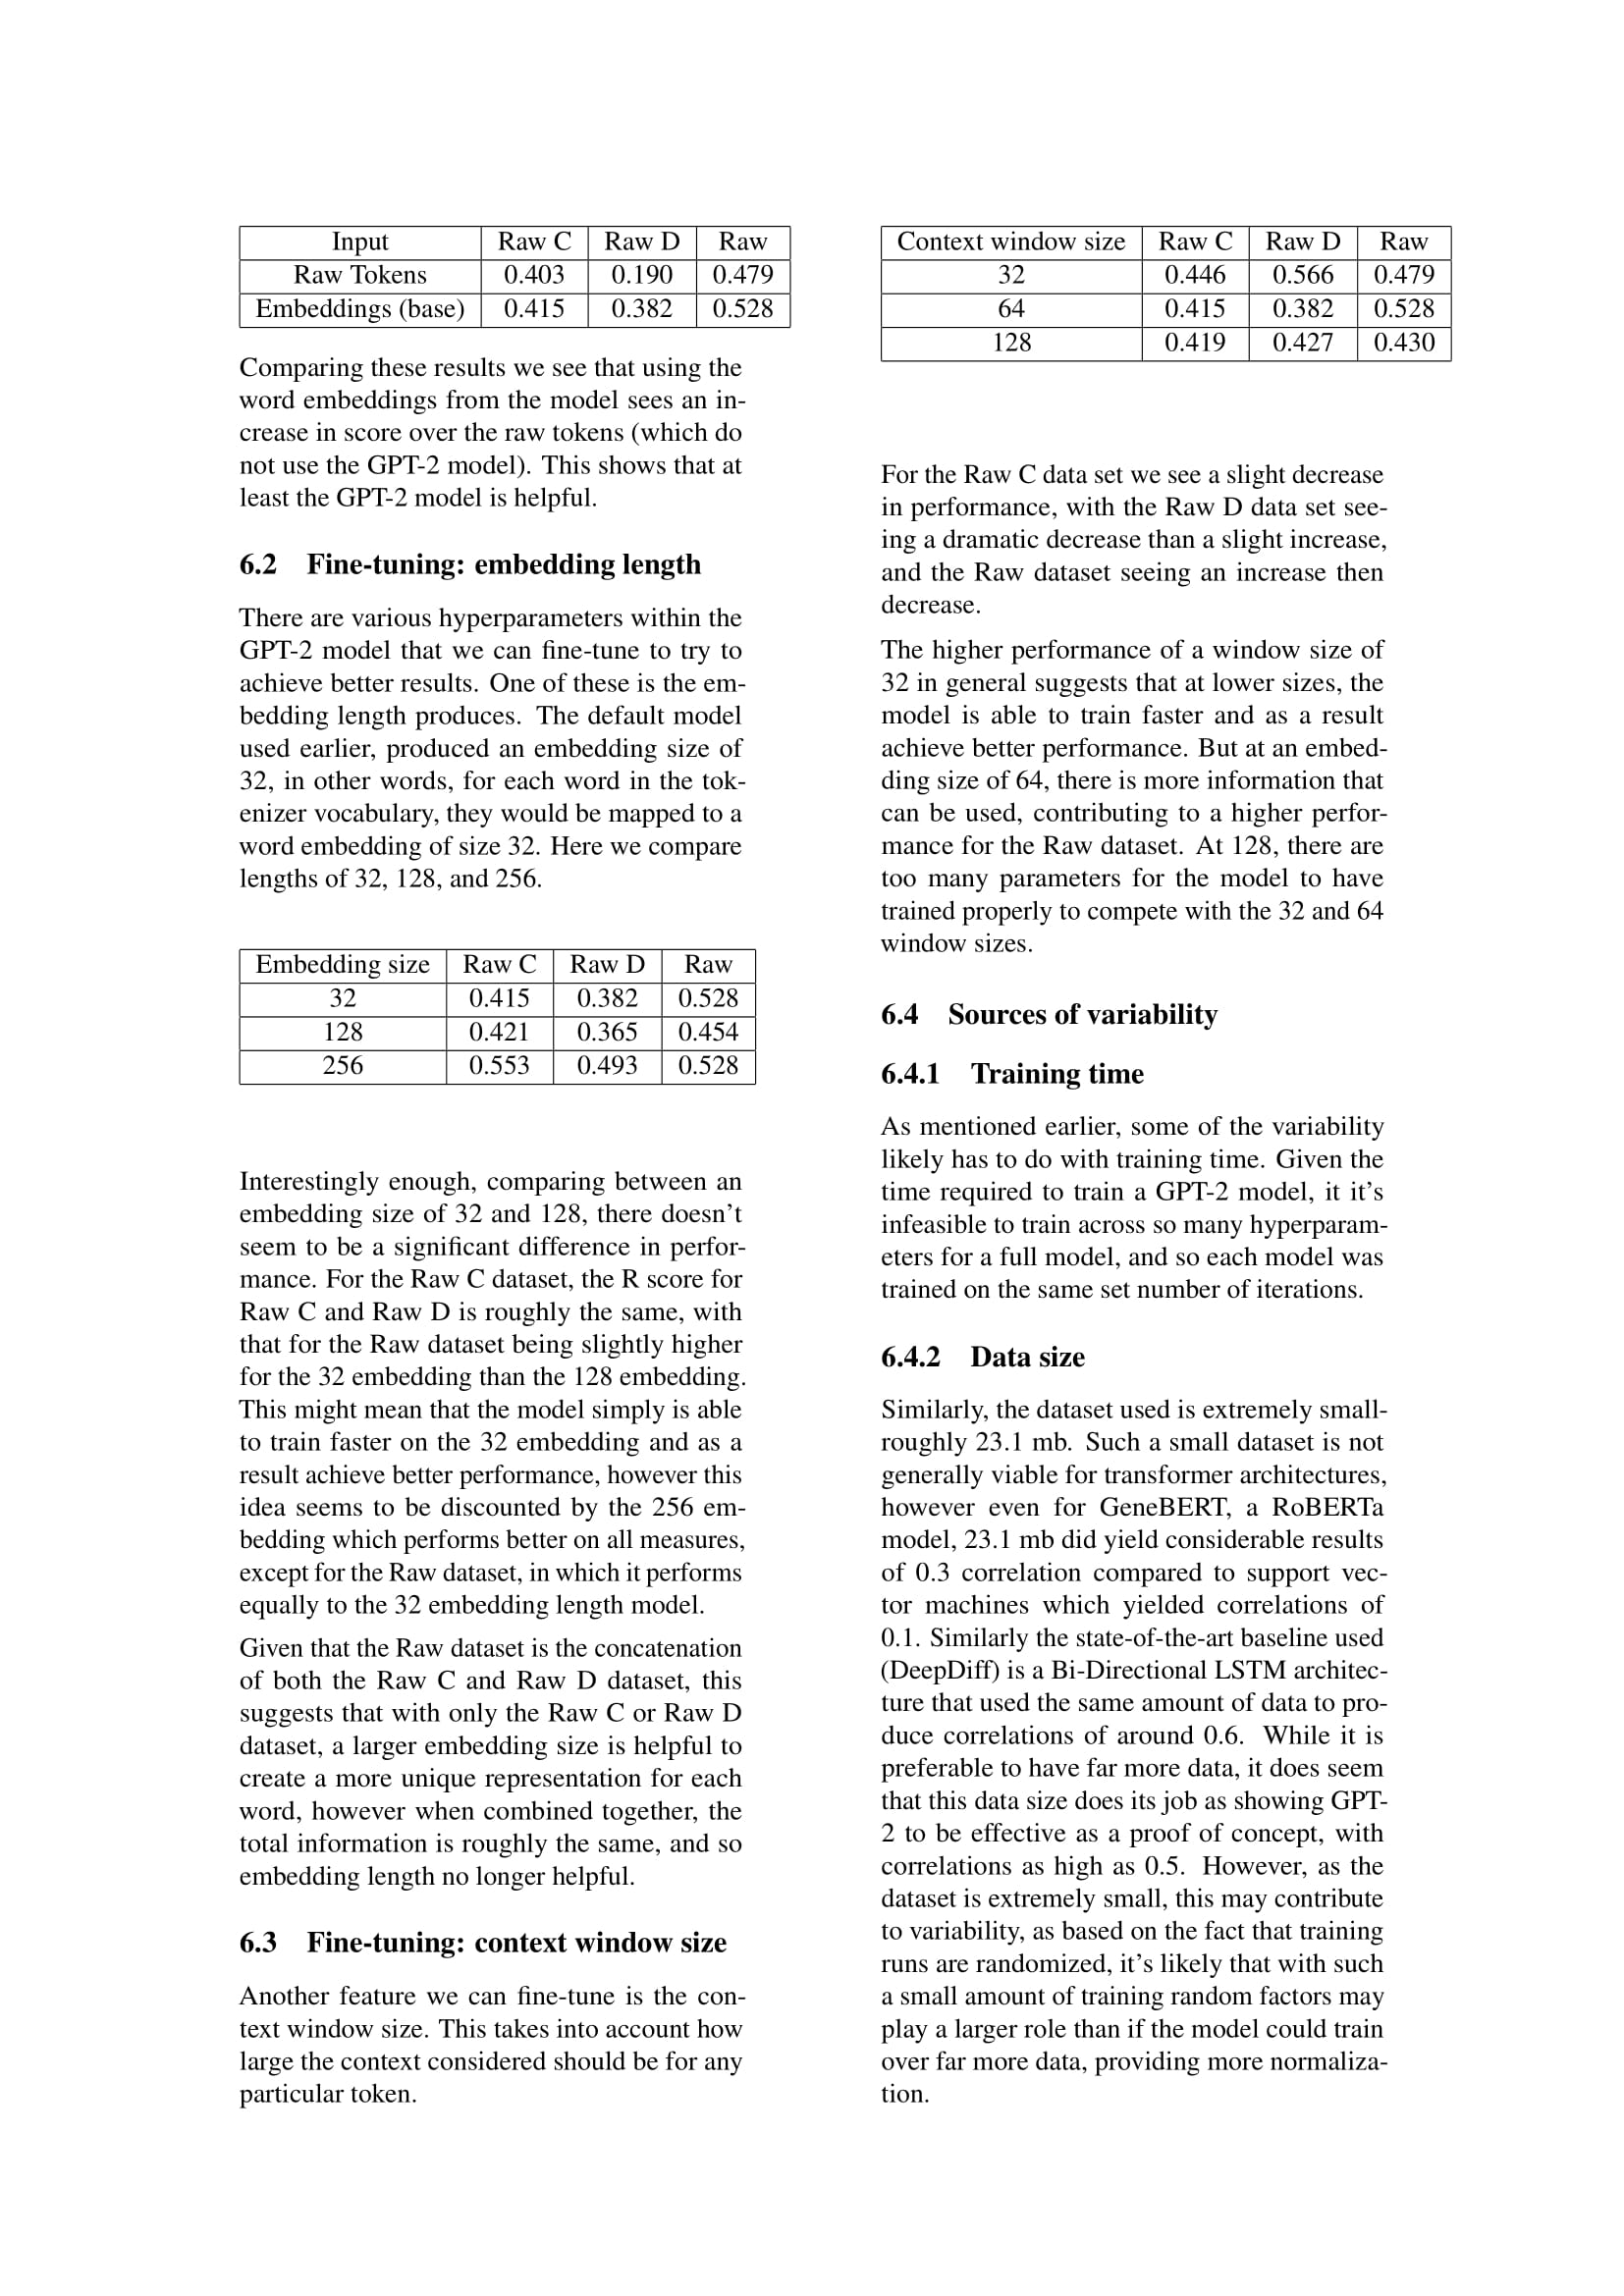 Input Raw C Raw D Raw
Raw Tokens 0.403 0.190 0.479
Embeddings (base) 0.415 0.382 0.528
Comparing these results we see that using the
word embeddings from the model sees an in-
crease in score over the raw tokens (which do
not use the GPT-2 model). This shows that at
least the GPT-2 model is helpful.
6.2 Fine-tuning: embedding length
There are various hyperparameters within the
GPT-2 model that we can fine-tune to try to
achieve better results. One of these is the em-
bedding length produces. The default model
used earlier, produced an embedding size of
32, in other words, for each word in the tok-
enizer vocabulary, they would be mapped to a
word embedding of size 32. Here we compare
lengths of 32, 128, and 256.
Embedding size Raw C Raw D Raw
32 0.415 0.382 0.528
128 0.421 0.365 0.454
256 0.553 0.493 0.528
Interestingly enough, comparing between an
embedding size of 32 and 128, there doesn't
seem to be a significant difference in perfor-
mance. For the Raw C dataset, the R score for
Raw C and Raw D is roughly the same, with
that for the Raw dataset being slightly higher
for the 32 embedding than the 128 embedding.
This might mean that the model simply is able
to train faster on the 32 embedding and as a
result achieve better performance, however this
idea seems to be discounted by the 256 em-
bedding which performs better on all measures,
except for the Raw dataset, in which it performs
equally to the 32 embedding length model.
Given that the Raw dataset is the concatenation
of both the Raw C and Raw D dataset, this
suggests that with only the Raw C or Raw D
dataset, a larger embedding size is helpful to
create a more unique representation for each
word, however when combined together, the
total information is roughly the same, and so
embedding length no longer helpful.
6.3 Fine-tuning: context window size
Another feature we can fine-tune is the con-
text window size. This takes into account how
large the context considered should be for any
particular token.
Context window size Raw C Raw D Raw
32 0.446 0.566 0.479
64 0.415 0.382 0.528
128 0.419 0.427 0.430
For the Raw C data set we see a slight decrease
in performance, with the Raw D data set see-
ing a dramatic decrease than a slight increase,
and the Raw dataset seeing an increase then
decrease.
The higher performance of a window size of
32 in general suggests that at lower sizes, the
model is able to train faster and as a result
achieve better performance. But at an embed-
ding size of 64, there is more information that
can be used, contributing to a higher perfor-
mance for the Raw dataset. At 128, there are
too many parameters for the model to have
trained properly to compete with the 32 and 64
window sizes.
6.4 Sources of variability
6.4.1 Training time
As mentioned earlier, some of the variability
likely has to do with training time. Given the
time required to train a GPT-2 model, it it's
infeasible to train across so many hyperparam-
eters for a full model, and so each model was
trained on the same set number of iterations.
6.4.2 Data size
Similarly, the dataset used is extremely small-
roughly 23.1 mb. Such a small dataset is not
generally viable for transformer architectures,
however even for GeneBERT, a RoBERTa
model, 23.1 mb did yield considerable results
of 0.3 correlation compared to support vec-
tor machines which yielded correlations of
0.1. Similarly the state-of-the-art baseline used
(DeepDiff) is a Bi-Directional LSTM architec-
ture that used the same amount of data to pro-
duce correlations of around 0.6. While it is
preferable to have far more data, it does seem
that this data size does its job as showing GPT-
2 to be effective as a proof of concept, with
correlations as high as 0.5. However, as the
dataset is extremely small, this may contribute
to variability, as based on the fact that training
runs are randomized, it's likely that with such
a small amount of training random factors may
play a larger role than if the model could train
over far more data, providing more normaliza-
tion.